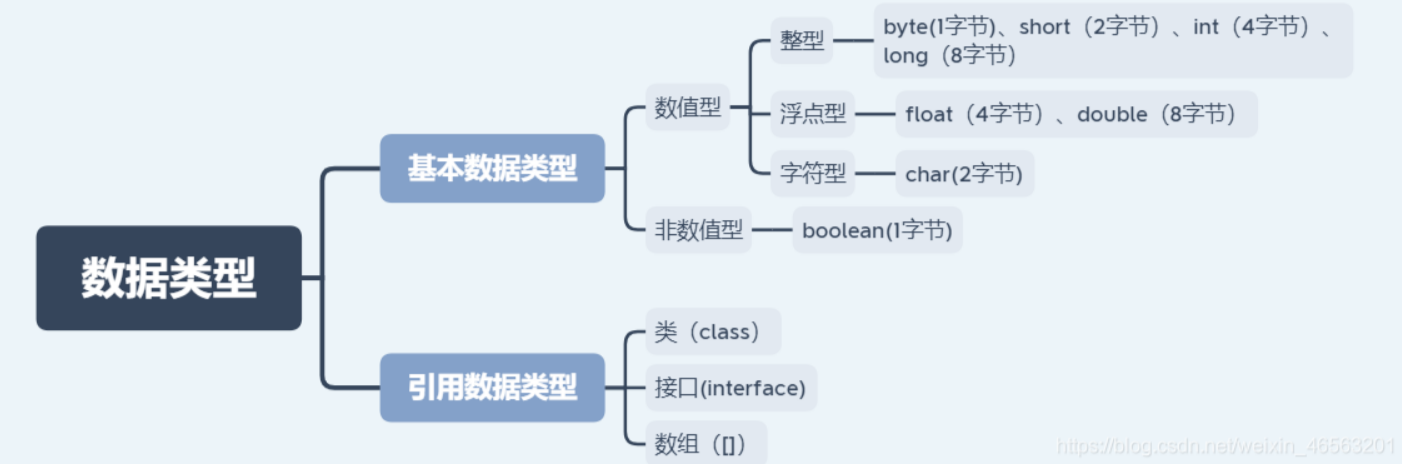 数据类型
基本数据类型
数值型
整型
byte(1字节)、short（2字节）、int（4字节）、
long（8字节）
浮点型
float（4字节）、double（8字节）
字符型
char(2字节)
非数值型
boolean(1字节)
引用数据类型
类（class）
接口(interface)
数组（[]）
https://blog.csdn.net/weixin_46563201